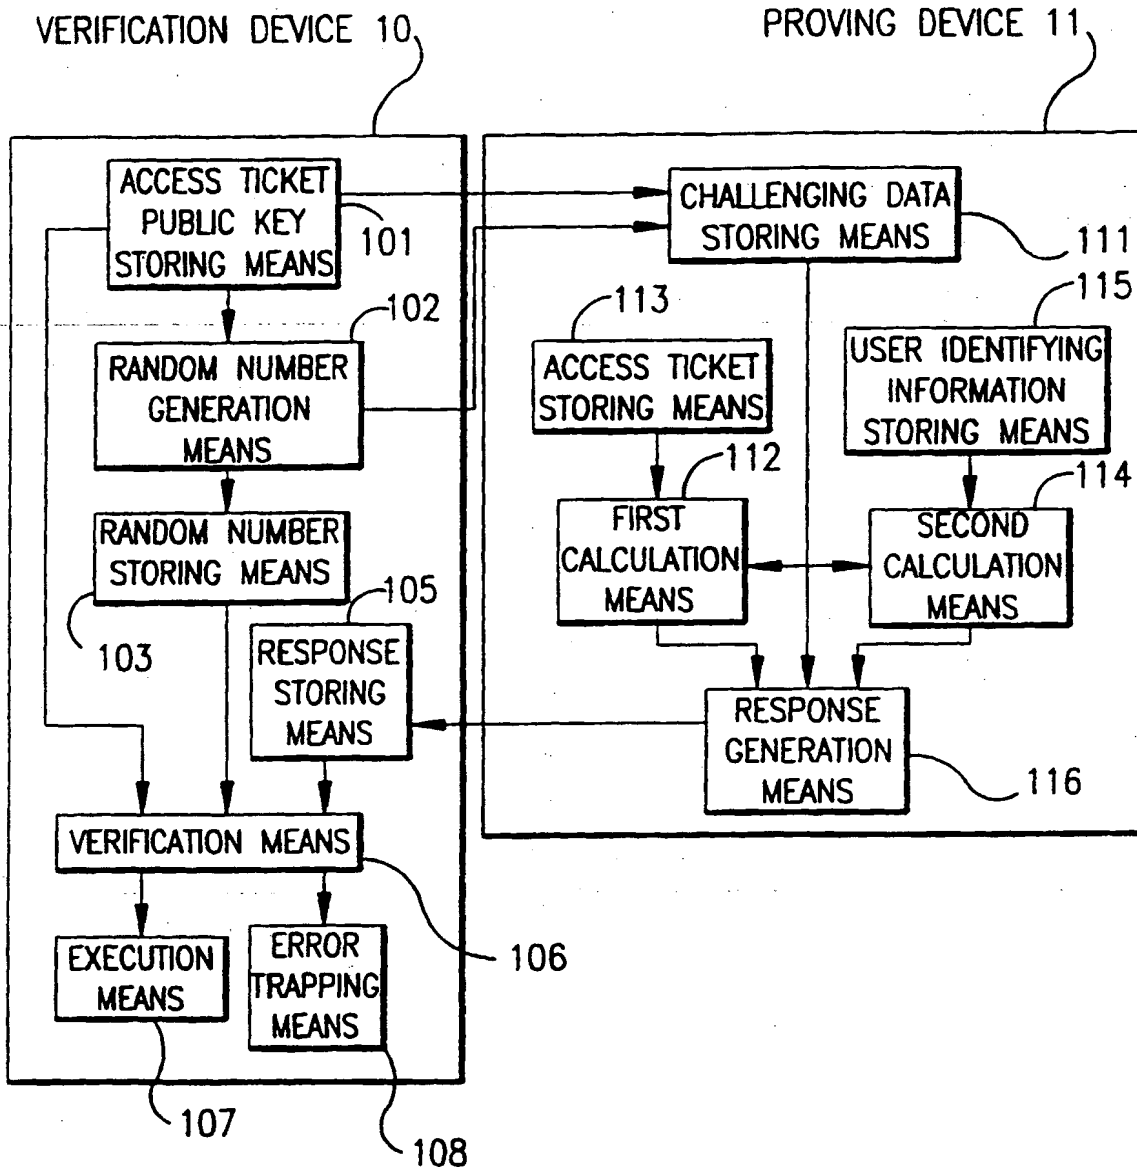 VERIFICATION DEVICE 10
PROVING DEVICE 11
ACCESS TICKET
PUBLIC KEY
STORING MEANS
101
102
RANDOM NUMBER
GENERATION
MEANS
RANDOM NUMBER
STORING MEANS
103
105
RESPONSE
STORING
MEANS
VERIFICATION MEANS
106
EXECUTION
MEANS
107
ERROR
TRAPPING
MEANS
108
CHALLENGING DATA
STORING MEANS
111
113
ACCESS TICKET
STORING MEANS
115
USER IDENTIFYING
INFORMATION
STORING MEANS
112
FIRST
CALCULATION
MEANS
114
SECOND
CALCULATION
MEANS
RESPONSE
GENERATION
MEANS
116